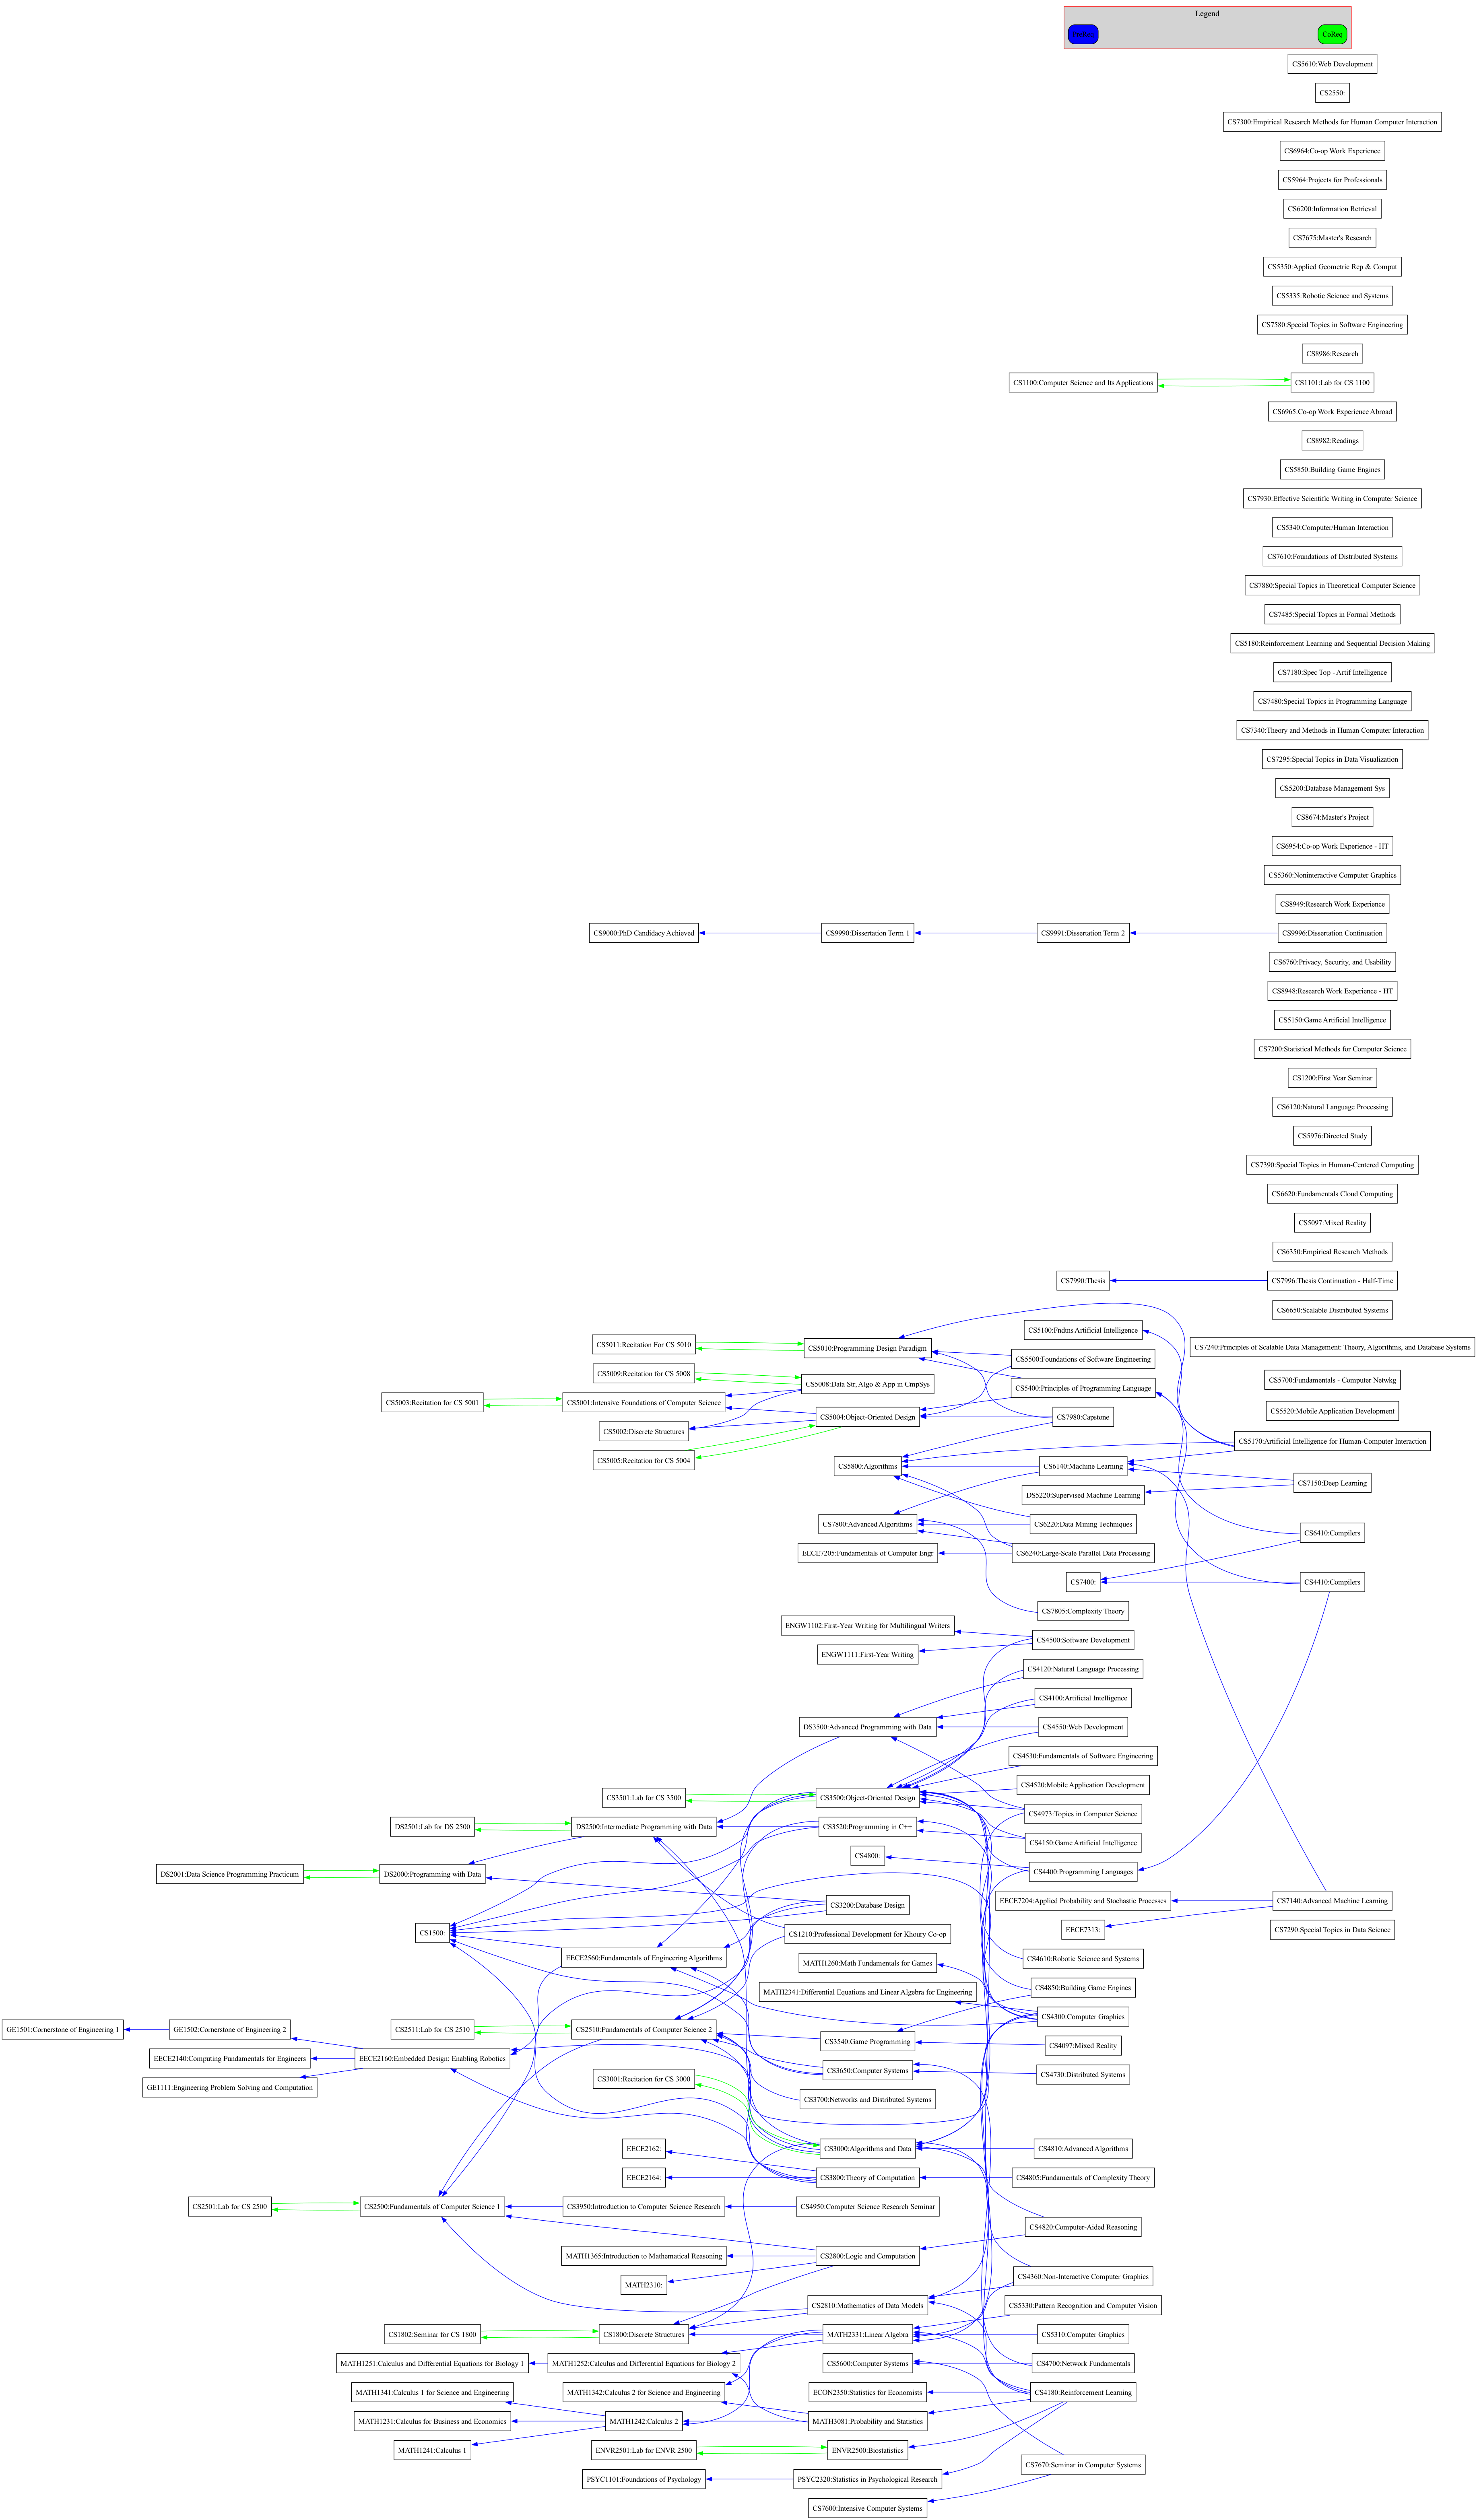 Legend
PreReq
CoReq
CS5610:Web Development
CS2550:
CS7300:Empirical Research Methods for Human Computer Interaction
CS6964:Co-op Work Experience
CS5964:Projects for Professionals
CS6200:Information Retrieval
CS7675:Master's Research
CS5350:Applied Geometric Rep & Comput
CS5335:Robotic Science and Systems
CS7580:Special Topics in Software Engineering
CS8986:Research
CS1100:Computer Science and Its Applications
CS1101:Lab for CS 1100
CS6965:Co-op Work Experience Abroad
CS8982:Readings
CS5850:Building Game Engines
CS7930:Effective Scientific Writing in Computer Science
CS5340:Computer/Human Interaction
CS7610:Foundations of Distributed Systems
CS7880:Special Topics in Theoretical Computer Science
CS7485:Special Topics in Formal Methods
CS5180:Reinforcement Learning and Sequential Decision Making
CS7180:Spec Top - Artif Intelligence
CS7480:Special Topics in Programming Language
CS7340:Theory and Methods in Human Computer Interaction
CS7295:Special Topics in Data Visualization
CS5200:Database Management Sys
CS8674:Master's Project
CS6954:Co-op Work Experience - HT
CS5360:Noninteractive Computer Graphics
CS8949:Research Work Experience
CS9000:PhD Candidacy Achieved
CS9990:Dissertation Term 1
CS9991:Dissertation Term 2
CS9996:Dissertation Continuation
CS6760:Privacy, Security, and Usability
CS8948:Research Work Experience - HT
CS5150:Game Artificial Intelligence
CS7200:Statistical Methods for Computer Science
CS1200:First Year Seminar
CS6120:Natural Language Processing
CS5976:Directed Study
CS7390:Special Topics in Human-Centered Computing
CS6620:Fundamentals Cloud Computing
CS5097:Mixed Reality
CS6350:Empirical Research Methods
CS7990:Thesis
CS7996:Thesis Continuation - Half-Time
CS6650:Scalable Distributed Systems
CS5100:Fndtns Artificial Intelligence
CS5011:Recitation For CS 5010
CS5010:Programming Design Paradigm
CS7240:Principles of Scalable Data Management: Theory, Algorithms, and Database Systems
CS5500:Foundations of Software Engineering
CS5009:Recitation for CS 5008
CS5008:Data Str, Algo & App in CmpSys
CS5700:Fundamentals - Computer Netwkg
CS5400:Principles of Programming Language
CS5003:Recitation for CS 5001
CS5001:Intensive Foundations of Computer Science
CS5004:Object-Oriented Design
CS7980:Capstone
CS5520:Mobile Application Development
CS5002:Discrete Structures
CS5170:Artificial Intelligence for Human-Computer Interaction
CS5005:Recitation for CS 5004
CS5800:Algorithms
CS6140:Machine Learning
CS7150:Deep Learning
DS5220:Supervised Machine Learning
CS7800:Advanced Algorithms
CS6220:Data Mining Techniques
CS6410:Compilers
EECE7205:Fundamentals of Computer Engr
CS6240:Large-Scale Parallel Data Processing
CS7400:
CS4410:Compilers
CS7805:Complexity Theory
ENGW1102:First-Year Writing for Multilingual Writers
CS4500:Software Development
ENGW1111:First-Year Writing
CS4120:Natural Language Processing
CS4100:Artificial Intelligence
DS3500:Advanced Programming with Data
CS4550:Web Development
CS4530:Fundamentals of Software Engineering
CS4520:Mobile Application Development
CS3501:Lab for CS 3500
CS3500:Object-Oriented Design
CS4973:Topics in Computer Science
DS2501:Lab for DS 2500
DS2500:Intermediate Programming with Data
CS3520:Programming in C++
CS4150:Game Artificial Intelligence
CS4800:
CS4400:Programming Languages
DS2001:Data Science Programming Practicum
DS2000:Programming with Data
CS3200:Database Design
EECE7204:Applied Probability and Stochastic Processes
CS7140:Advanced Machine Learning
CS1500:
CS1210:Professional Development for Khoury Co-op
EECE7313:
CS7290:Special Topics in Data Science
EECE2560:Fundamentals of Engineering Algorithms
CS4610:Robotic Science and Systems
MATH1260:Math Fundamentals for Games
CS4850:Building Game Engines
MATH2341:Differential Equations and Linear Algebra for Engineering
CS4300:Computer Graphics
GE1501:Cornerstone of Engineering 1
GE1502:Cornerstone of Engineering 2
CS2511:Lab for CS 2510
CS2510:Fundamentals of Computer Science 2
CS3540:Game Programming
CS4097:Mixed Reality
EECE2140:Computing Fundamentals for Engineers
EECE2160:Embedded Design: Enabling Robotics
CS3650:Computer Systems
CS4730:Distributed Systems
GE1111:Engineering Problem Solving and Computation
CS3001:Recitation for CS 3000
CS3700:Networks and Distributed Systems
EECE2162:
CS3000:Algorithms and Data
CS4810:Advanced Algorithms
EECE2164:
CS3800:Theory of Computation
CS4805:Fundamentals of Complexity Theory
CS2501:Lab for CS 2500
CS2500:Fundamentals of Computer Science 1
CS3950:Introduction to Computer Science Research
CS4950:Computer Science Research Seminar
CS4820:Computer-Aided Reasoning
MATH1365:Introduction to Mathematical Reasoning
CS2800:Logic and Computation
MATH2310:
CS4360:Non-Interactive Computer Graphics
CS2810:Mathematics of Data Models
CS5330:Pattern Recognition and Computer Vision
CS1802:Seminar for CS 1800
CS1800:Discrete Structures
MATH2331:Linear Algebra
CS5310:Computer Graphics
MATH1251:Calculus and Differential Equations for Biology 1
MATH1252:Calculus and Differential Equations for Biology 2
CS5600:Computer Systems
CS4700:Network Fundamentals
MATH1341:Calculus 1 for Science and Engineering
MATH1342:Calculus 2 for Science and Engineering
ECON2350:Statistics for Economists
CS4180:Reinforcement Learning
MATH1231:Calculus for Business and Economics
MATH1242:Calculus 2
MATH3081:Probability and Statistics
MATH1241:Calculus 1
ENVR2501:Lab for ENVR 2500
ENVR2500:Biostatistics
CS7670:Seminar in Computer Systems
PSYC1101:Foundations of Psychology
PSYC2320:Statistics in Psychological Research
CS7600:Intensive Computer Systems